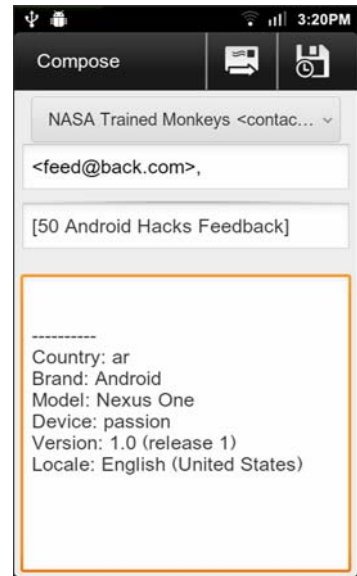 3:20PM
Compose
NASA Trained Monkeys <contac...
<feed@back.com>,
[50 Android Hacks Feedback]
----------
Country: ar
Brand: Android
Model: Nexus One
Device: passion
Version: 1.0 (release 1)
Locale: English (United States)